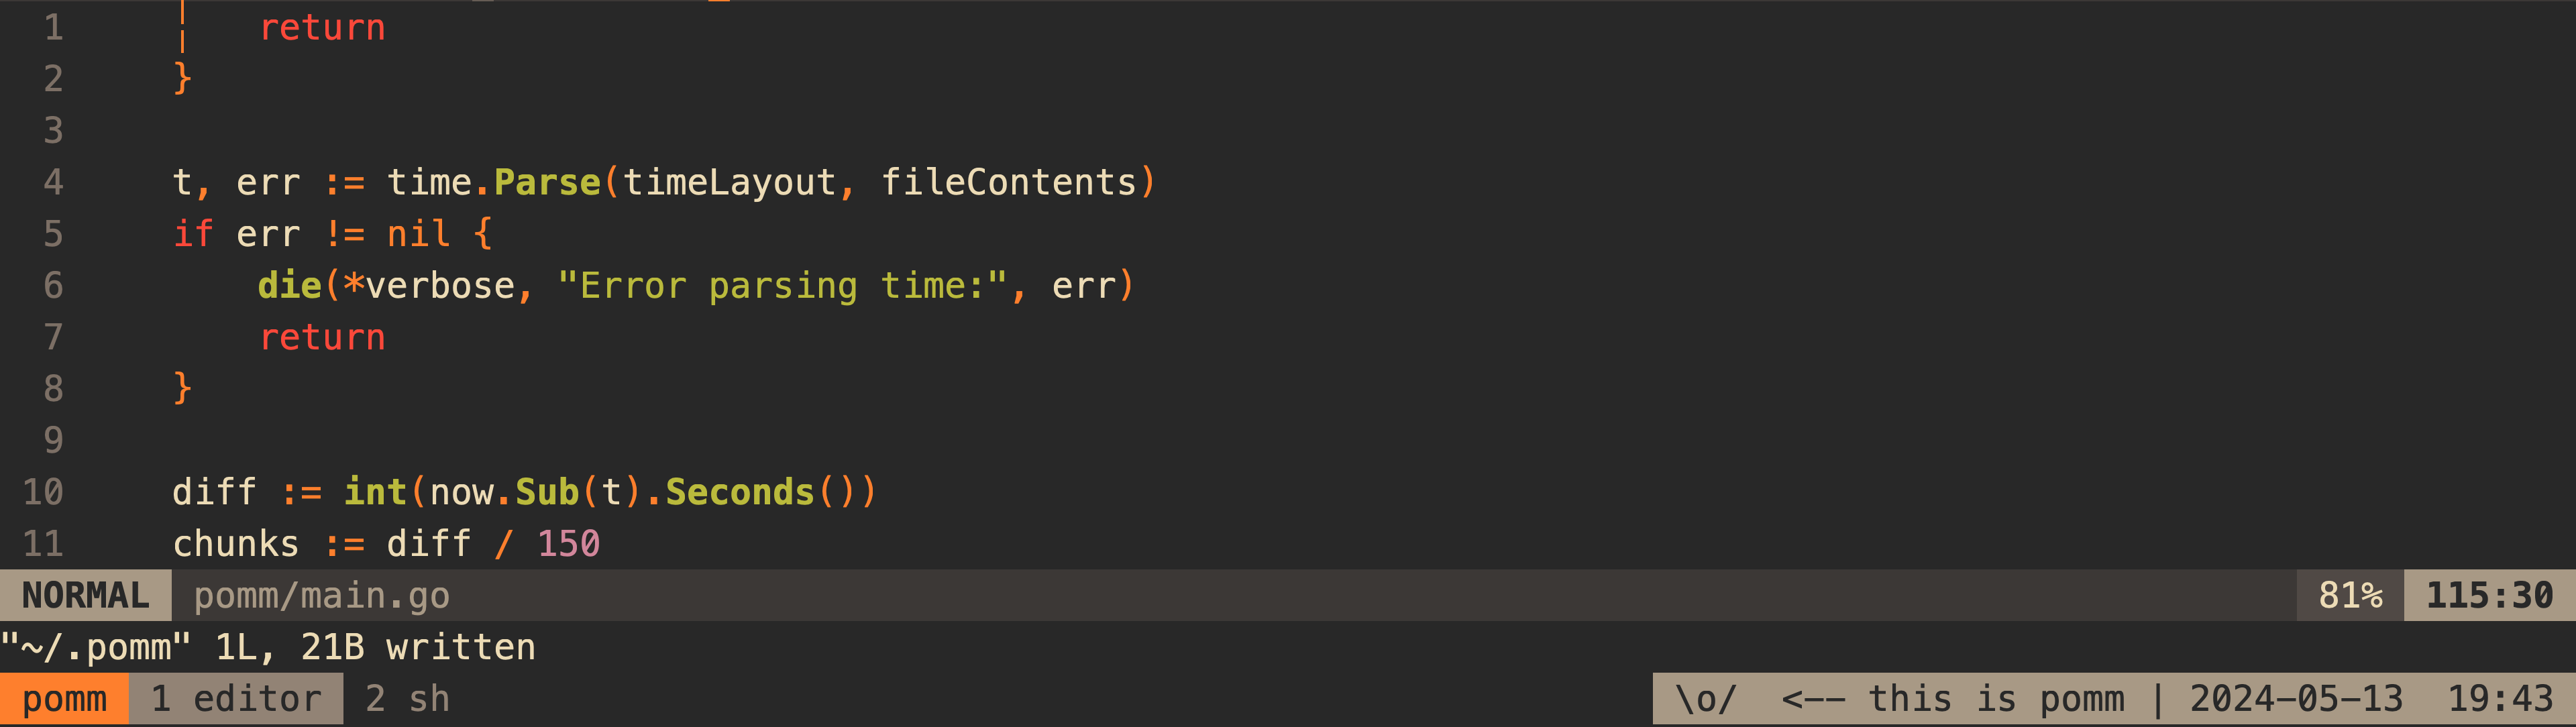 1         return
2     }
3
4     t, err := time.Parse(timeLayout, fileContents)
5     if err != nil {
6         die(*verbose, "Error parsing time:", err)
7         return
8     }
9
10     diff := int(now.Sub(t).Seconds())
11     chunks := diff / 150
NORMAL pomm/main.go 81% 115:30
"~/.pomm" 1L, 21B written
pomm 1 editor 2 sh \o/  <-- this is pomm | 2024-05-13  19:43